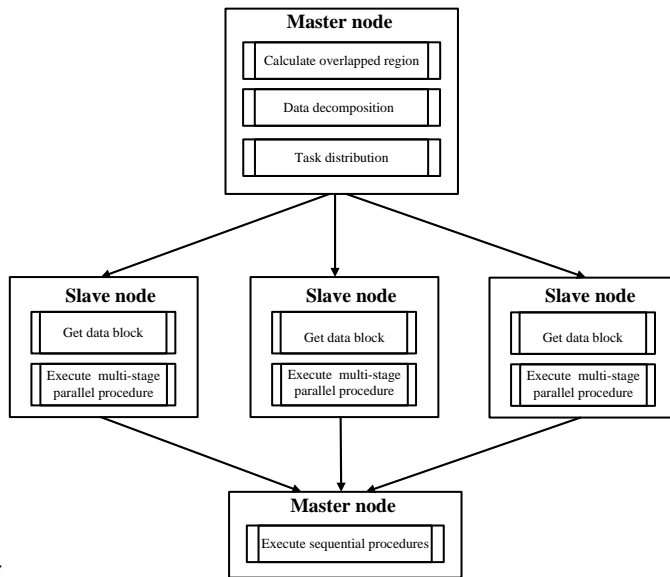 Master node
Calculate overlapped region
Data decomposition
Task distribution
Slave node
Get data block
Execute multi-stage
parallel procedure
Slave node
Get data block
Execute multi-stage
parallel procedure
Slave node
Get data block
Execute multi-stage
parallel procedure
Master node
Execute sequential procedures